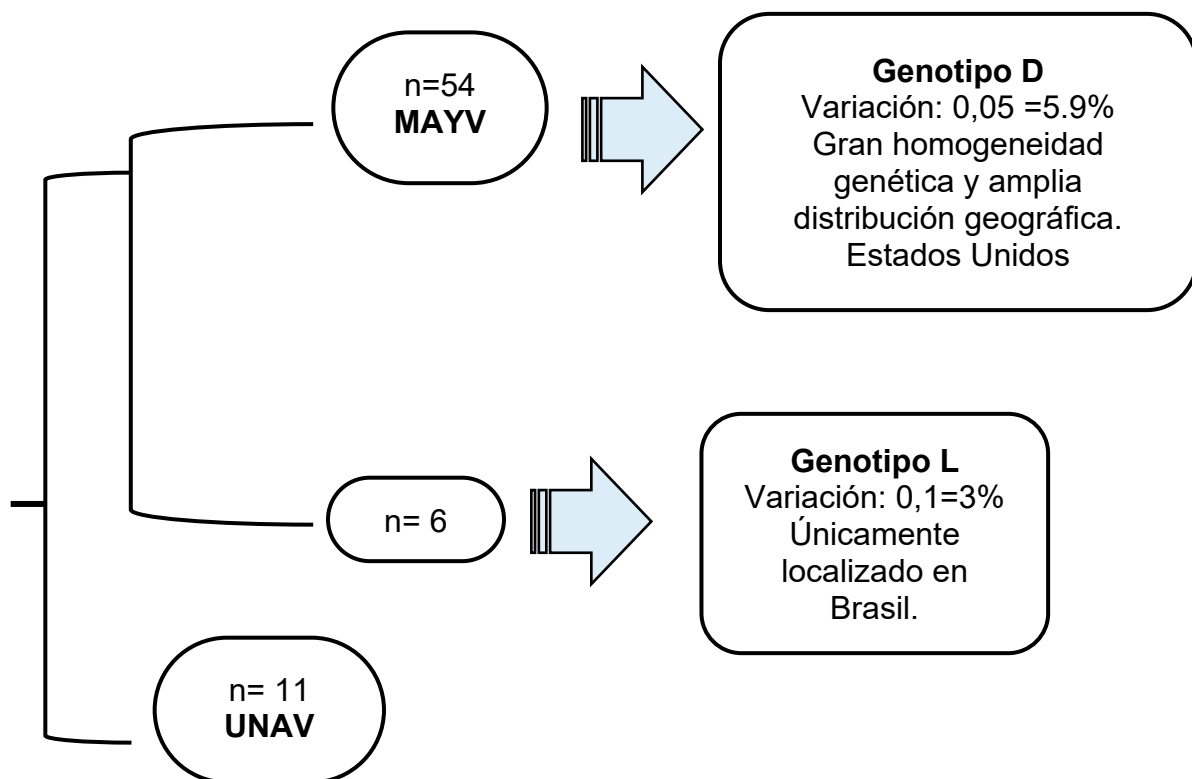 n=54
MAYV
Genotipo D
Variación: 0,05 =5.9%
Gran homogeneidad
genética y amplia
distribución geográfica.
Estados Unidos
n= 6
Genotipo L
Variación: 0,1=3%
Únicamente
localizado en
Brasil.
n= 11
UNAV